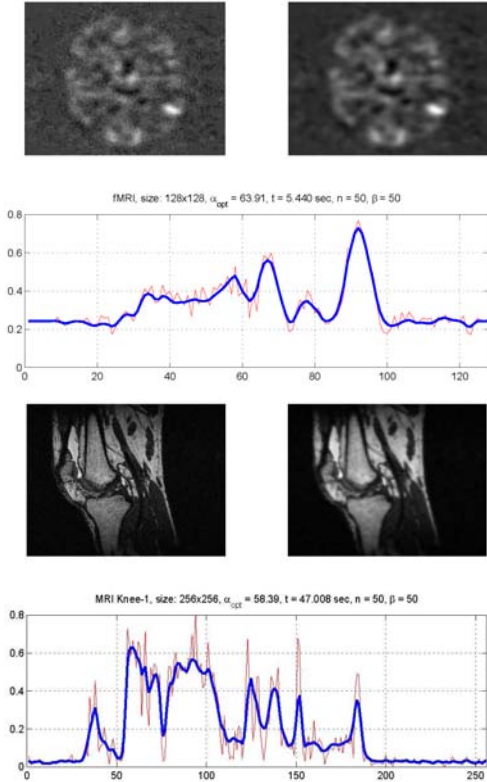 fMRI, size: 128x128, αopt = 63.91, t = 5.440 sec, n = 50, β = 50
0.8
0.6
0.4
0.2
0
0 20 40 60 80 100 120
MRI Knee-1, size: 256x256, αopt = 58.39, t = 47.008 sec, n = 50, β = 50
0.8
0.6
0.4
0.2
0
0 50 100 150 200 250